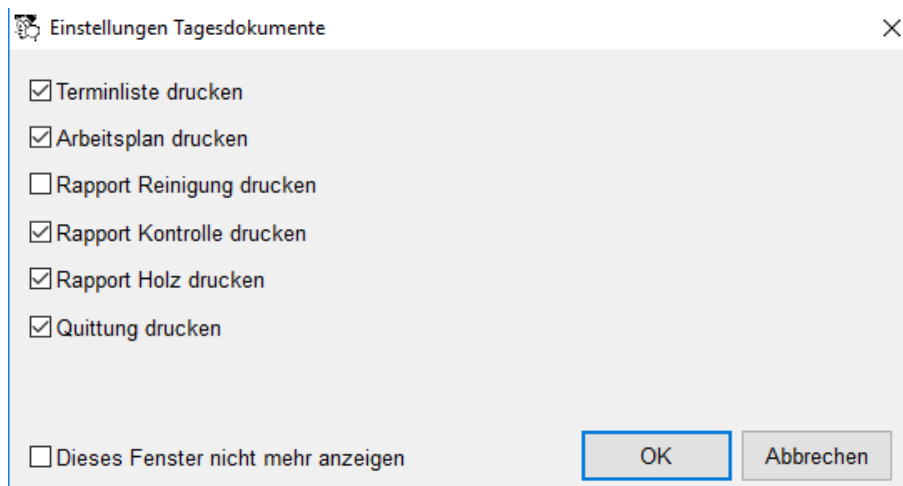 Einstellungen Tagesdokumente
Terminliste drucken
Arbeitsplan drucken
Rapport Reinigung drucken
Rapport Kontrolle drucken
Rapport Holz drucken
Quittung drucken
Dieses Fenster nicht mehr anzeigen
OK
Abbrechen